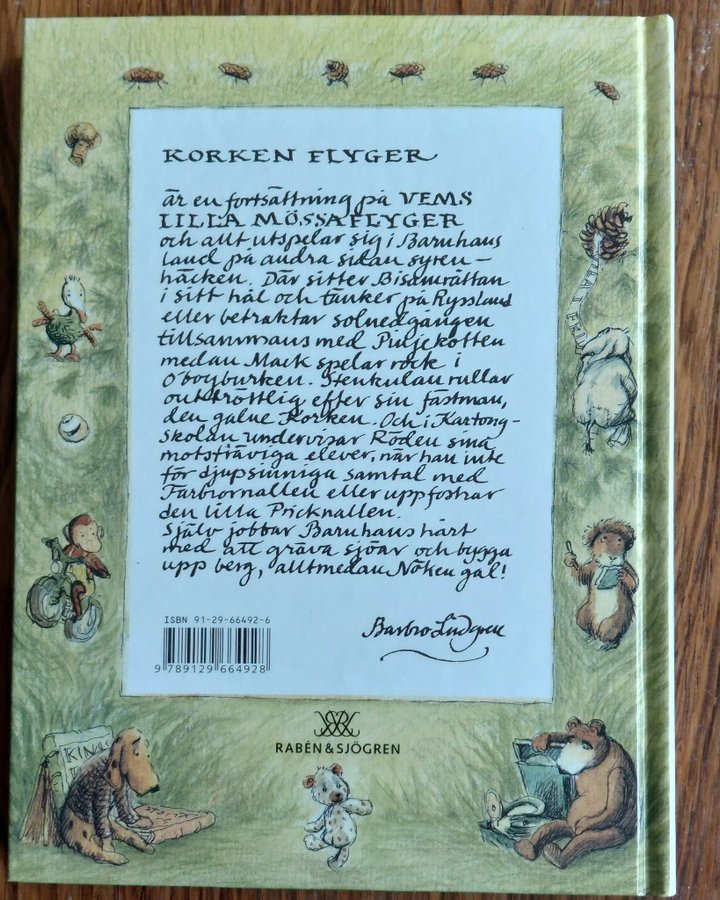 KORKEN FLYGER
är en fortsättning på VEMS
LILLA MÖSSA FLYGER
och allt utspelar sig i Barnhans
land på andra sidan syren-
häcken. Där sitter Bisamråttan
i sitt hål och tänker på Ryssland
eller betraktar solnedgången
tillsammans med Putjekotten
medan Mack spelar rock i
Oboyburken. Stenkulan rullar
outtröttlig efter sin fästman,
den galne Korken. Och i Kartong-
skolan undervisar Röden sina
motsträviga elever, när han inte
för djupsinniga samtal med
Farbrornallen eller uppfostrar
den lilla Pricknallen.
Själv jobbar Barnhans hårt
med att gräva sjöar och bygga
upp berg, alltmedan Nöken gal!
ISBN 91-29-66492-6
9 789129 664928
Barbro Lindgren
RABÉN & SJÖGREN